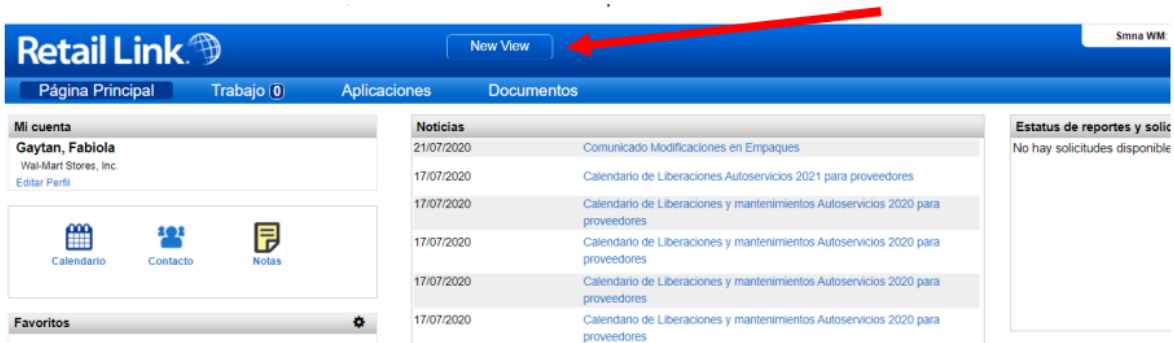 Retail Link.
New View
Smna WM:
Página Principal
Trabajo 0
Aplicaciones
Documentos
Mi cuenta
Gaytan, Fabiola
Wal-Mart Stores, Inc.
Editar Perfil
Calendario
Contacto
Notas
Favoritos
Noticias
21/07/2020 Comunicado Modificaciones en Empaques
17/07/2020 Calendario de Liberaciones Autoservicios 2021 para proveedores
17/07/2020 Calendario de Liberaciones y mantenimientos Autoservicios 2020 para
proveedores
17/07/2020 Calendario de Liberaciones y mantenimientos Autoservicios 2020 para
proveedores
17/07/2020 Calendario de Liberaciones y mantenimientos Autoservicios 2020 para
proveedores
17/07/2020 Calendario de Liberaciones y mantenimientos Autoservicios 2020 para
proveedores
Estatus de reportes y solic
No hay solicitudes disponible